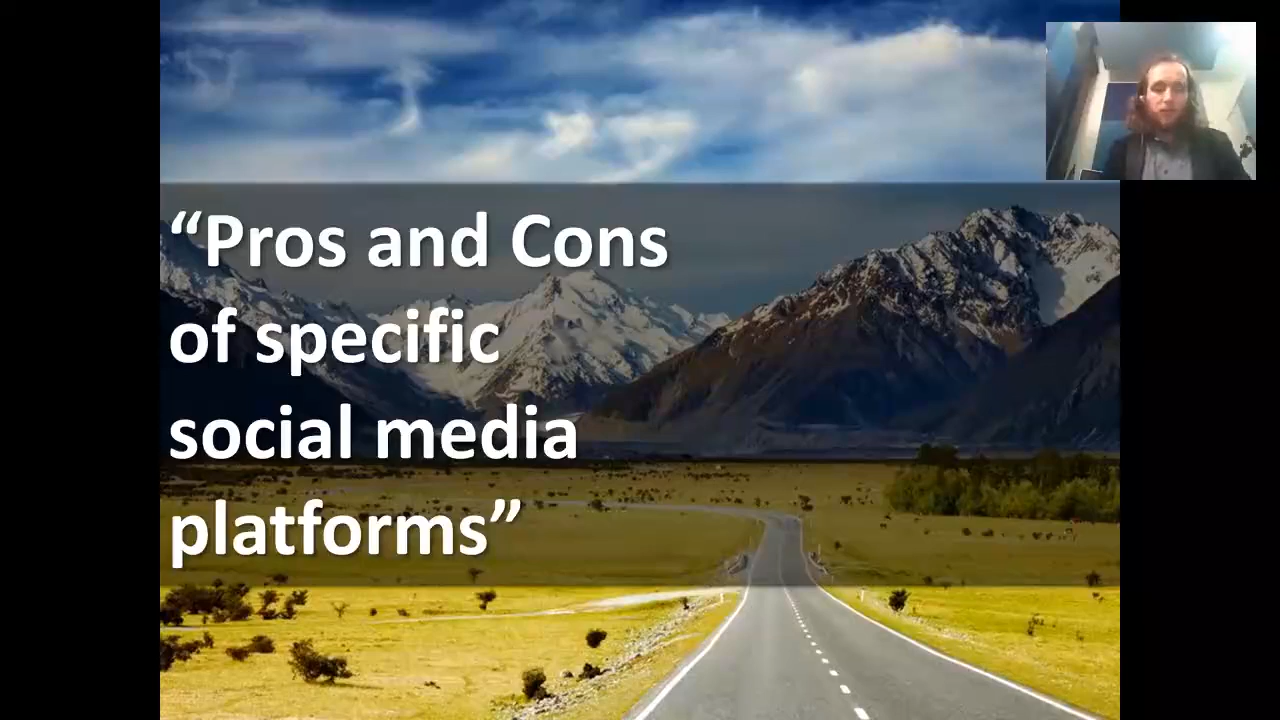 “Pros and Cons
of specific
social media
platforms”